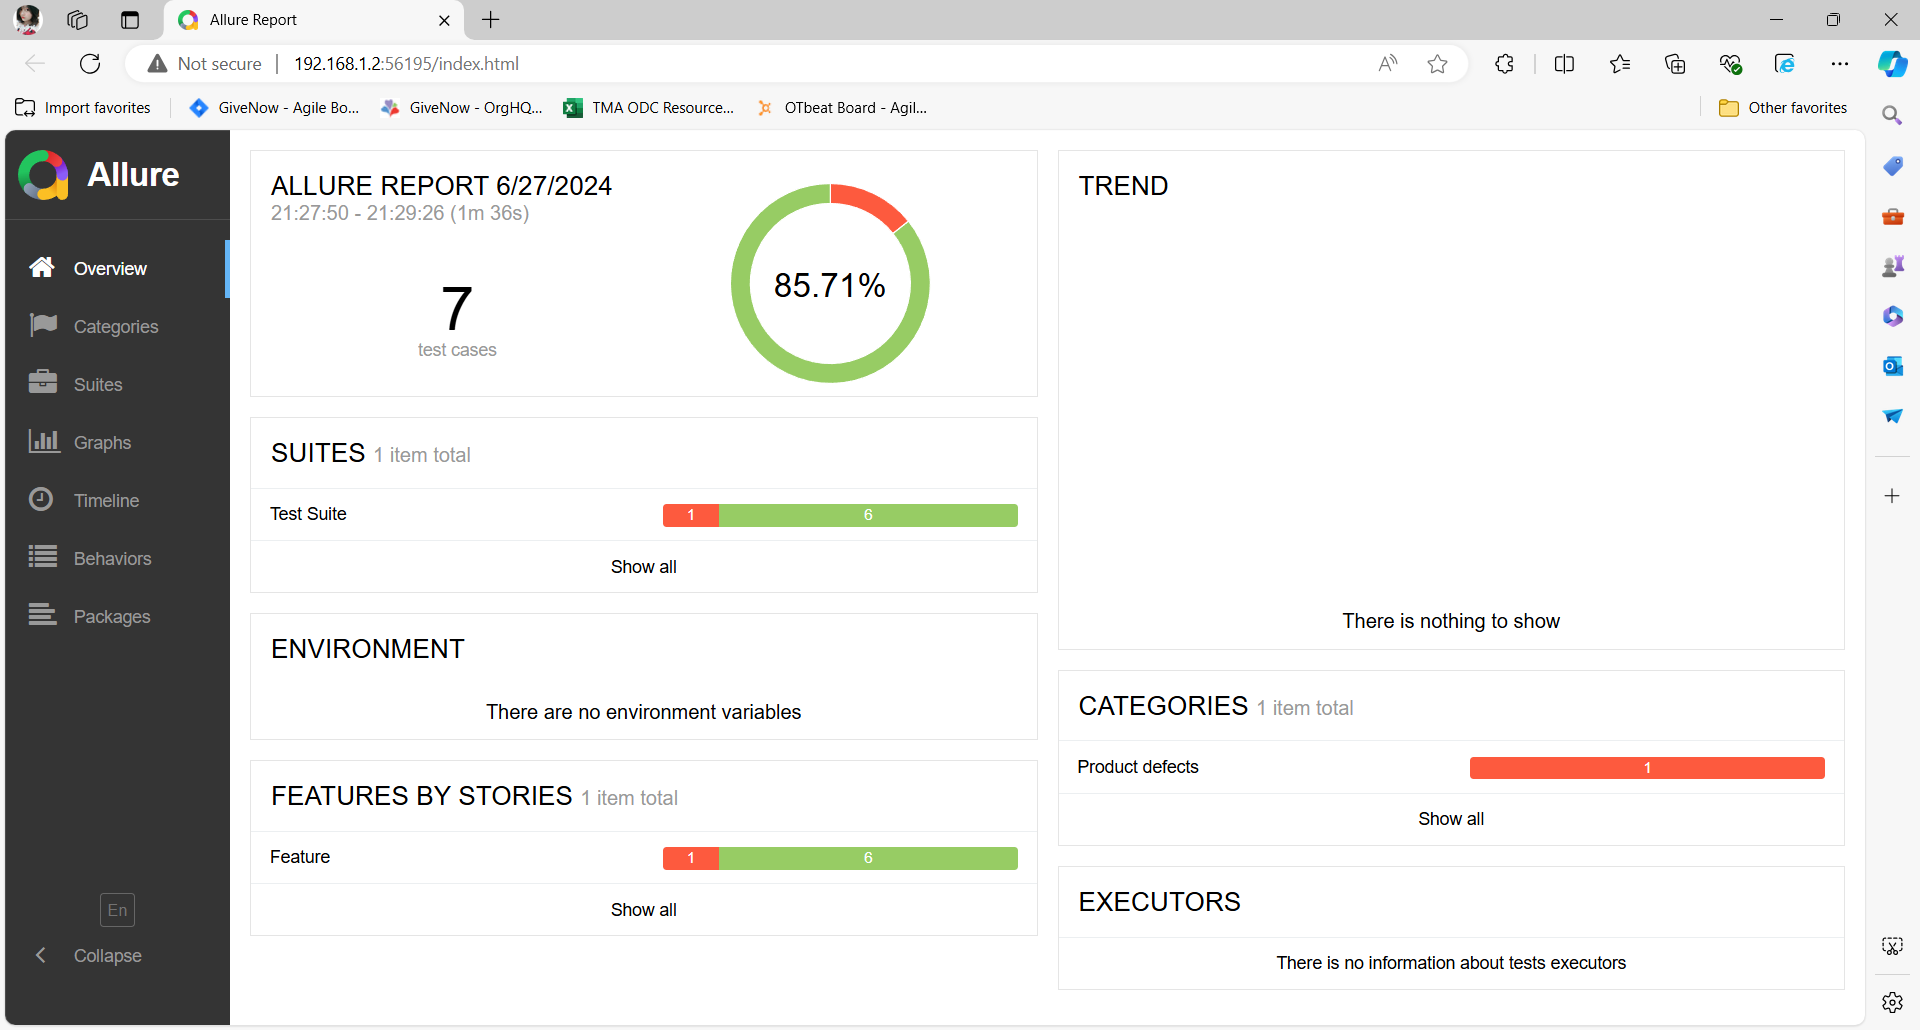 Allure Report
Not secure
192.168.1.2:56195/index.html
Import favorites
GiveNow - Agile Bo...
GiveNow - OrgHQ...
TMA ODC Resource...
OTbeat Board - Agil...
Other favorites
Allure
Overview
Categories
Suites
Graphs
Timeline
Behaviors
Packages
En
Collapse
ALLURE REPORT 6/27/2024
21:27:50 - 21:29:26 (1m 36s)
7
test cases
85.71%
SUITES 1 item total
Test Suite
1
6
Show all
ENVIRONMENT
There are no environment variables
FEATURES BY STORIES 1 item total
Feature
1
6
Show all
TREND
There is nothing to show
CATEGORIES 1 item total
Product defects
1
Show all
EXECUTORS
There is no information about tests executors